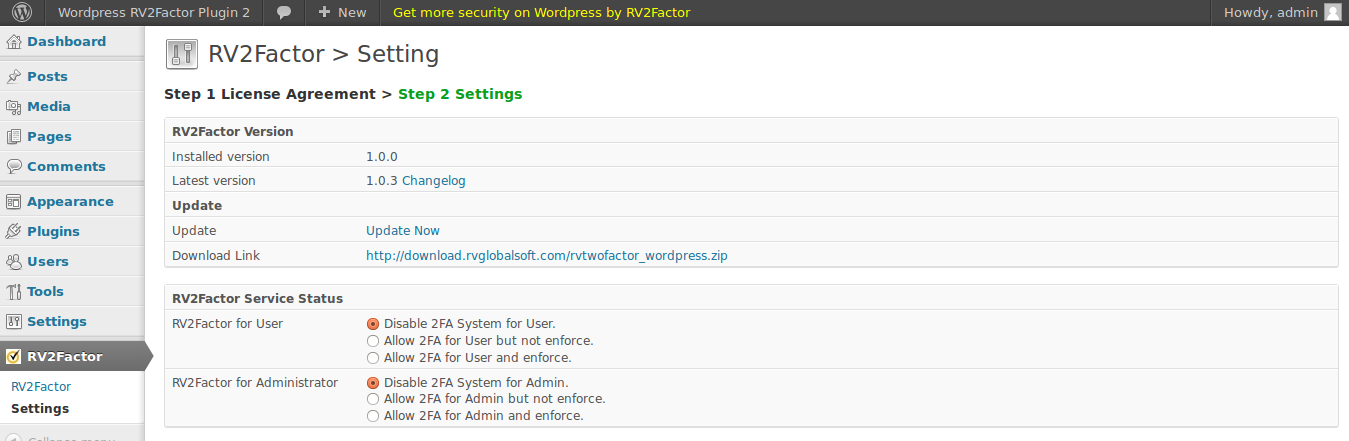 Wordpress RV2Factor Plugin 2 New Get more security on Wordpress by RV2Factor Howdy, admin
Dashboard
Posts
Media
Pages
Comments
Appearance
Plugins
Users
Tools
Settings
RV2Factor
RV2Factor
Settings
Collapse menu
RV2Factor > Setting
Step 1 License Agreement > Step 2 Settings
RV2Factor Version
Installed version 1.0.0
Latest version 1.0.3 Changelog
Update
Update Update Now
Download Link http://download.rvglobalsoft.com/rvtwofactor_wordpress.zip
RV2Factor Service Status
RV2Factor for User Disable 2FA System for User.
Allow 2FA for User but not enforce.
Allow 2FA for User and enforce.
RV2Factor for Administrator Disable 2FA System for Admin.
Allow 2FA for Admin but not enforce.
Allow 2FA for Admin and enforce.